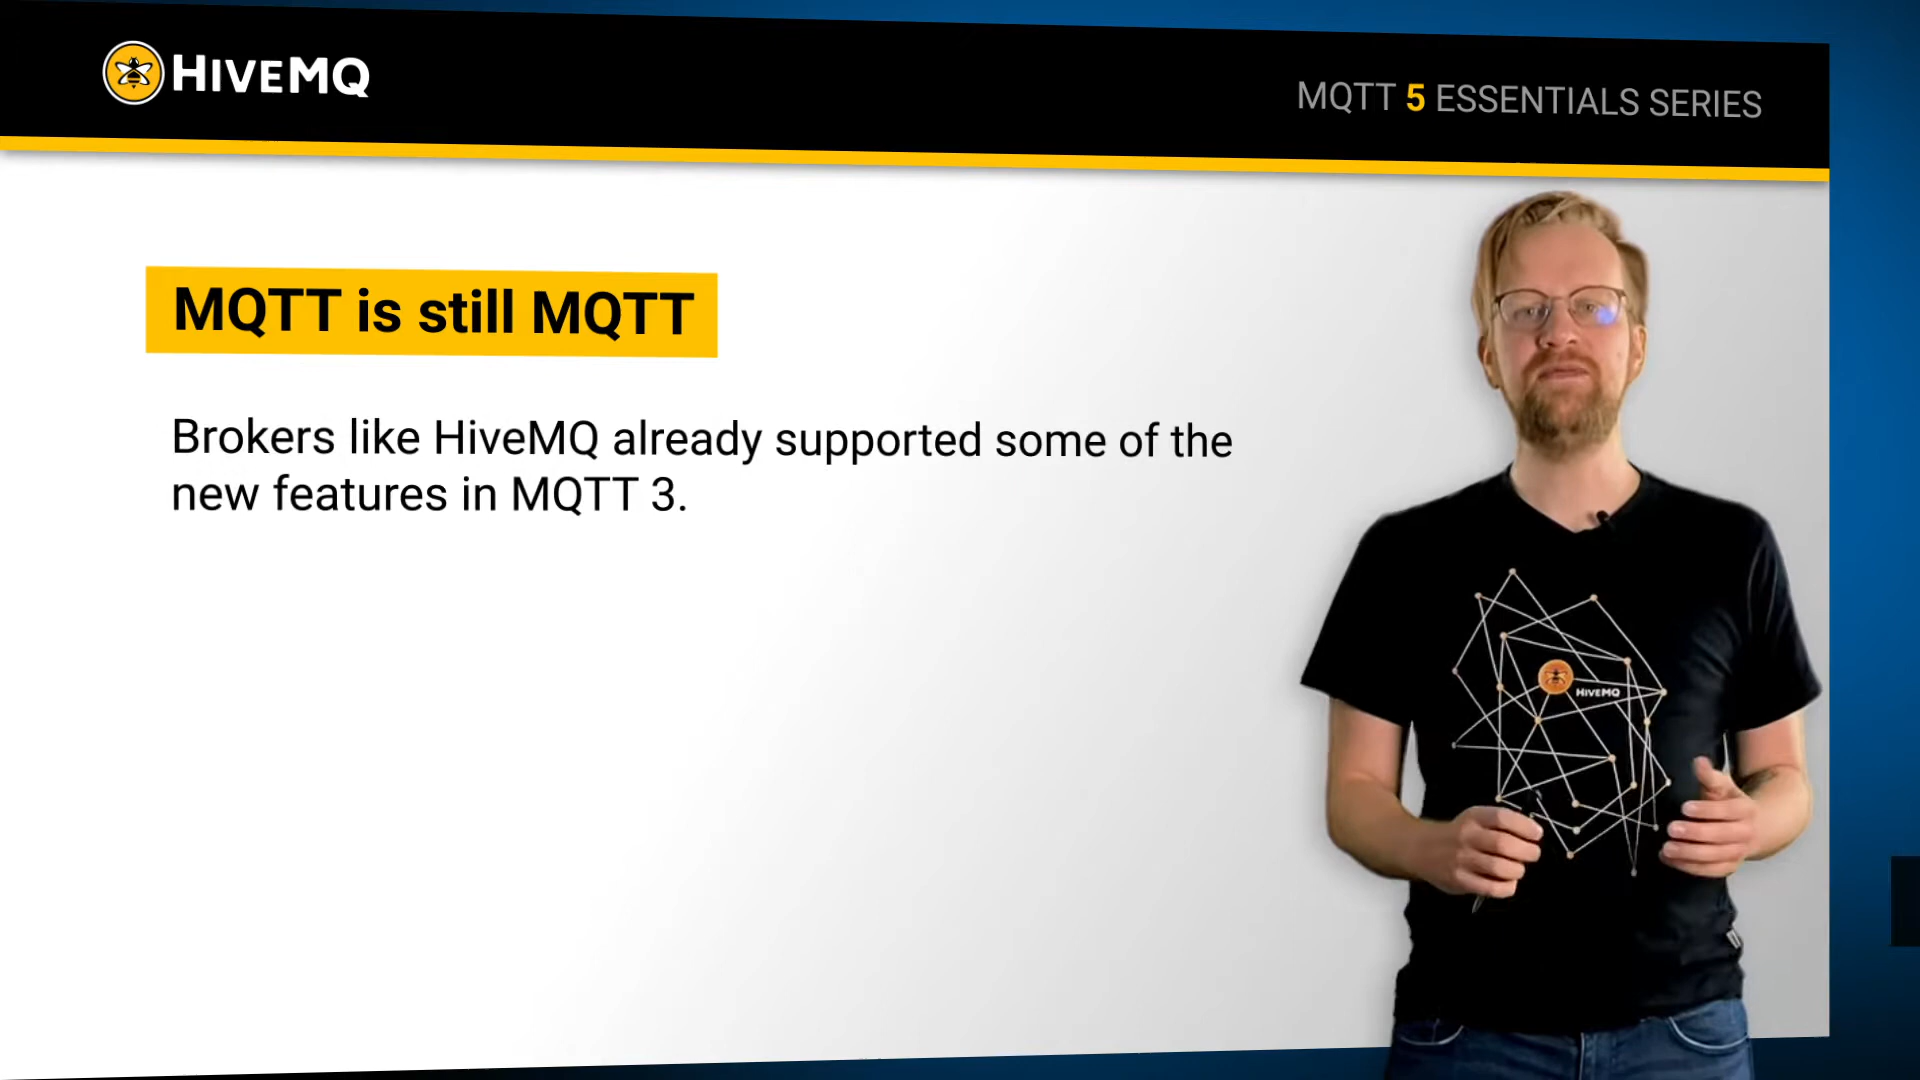 HIVEMQ
MQTT 5 ESSENTIALS SERIES
MQTT is still MQTT
Brokers like HiveMQ already supported some of the
new features in MQTT 3.
HIVEMQ